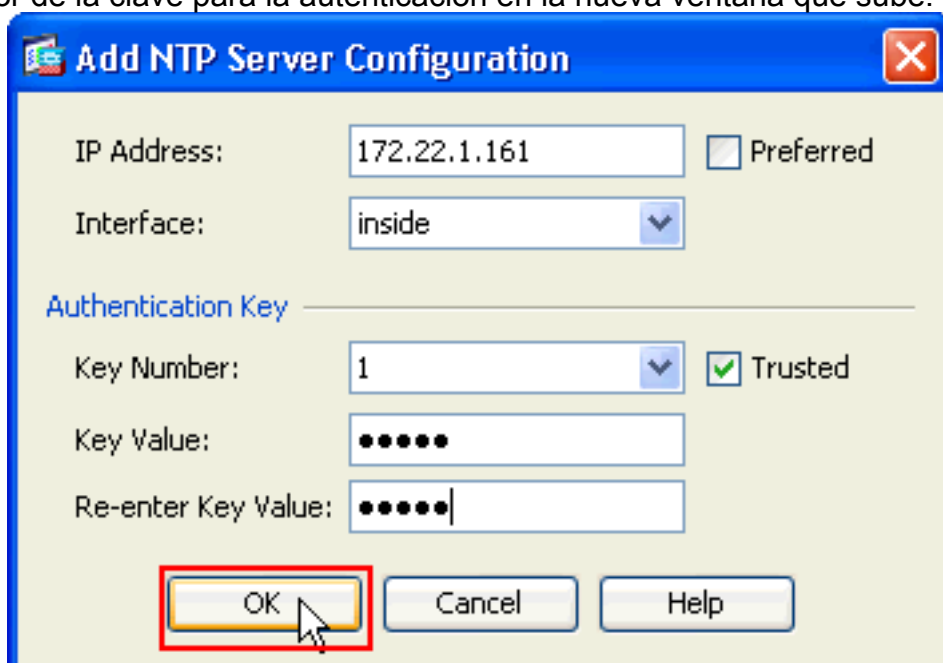 or de la clave para la autenticación en la nueva ventana que sube.
Add NTP Server Configuration
IP Address: 172.22.1.161 Preferred
Interface: inside
Authentication Key
Key Number: 1 Trusted
Key Value: •••••
Re-enter Key Value: •••••
OK Cancel Help